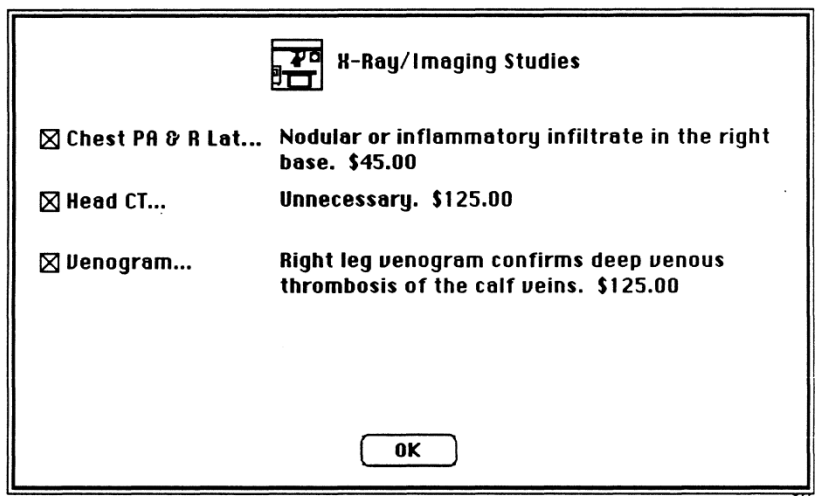 X-Ray/Imaging Studies
Chest PA & R Lat... Nodular or inflammatory infiltrate in the right
base. $45.00
Head CT... Unnecessary. $125.00
Venogram... Right leg venogram confirms deep venous
thrombosis of the calf veins. $125.00
OK